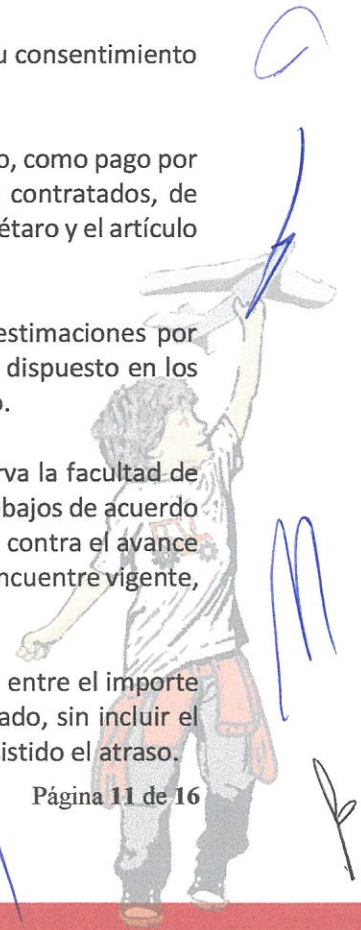 u consentimiento
o, como pago por
contratados, de
étaro y el artículo
estimaciones por
dispuesto en los
o.
rva la facultad de
bajos de acuerdo
contra el avance
ncuentre vigente,
entre el importe
ado, sin incluir el
sistido el atraso.
Página 11 de 16